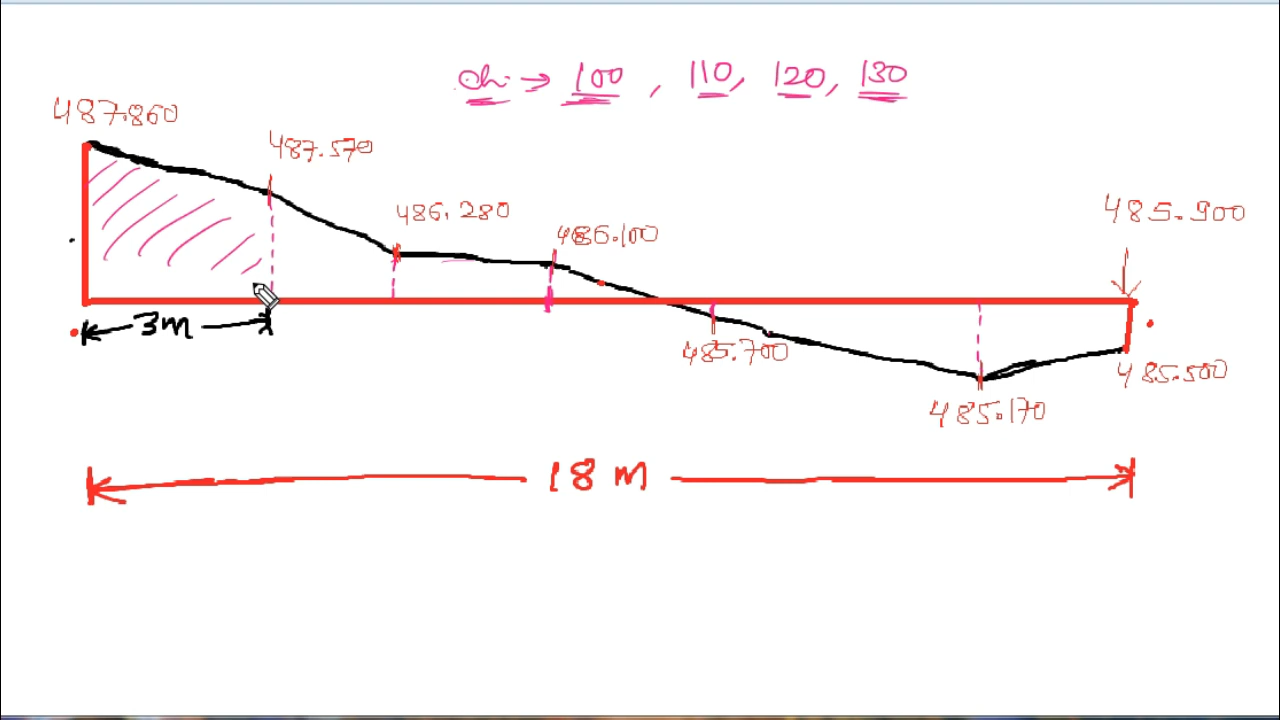 ch. → 100 , 110, 120, 130
487.860
487.570
486.280
486.100
485.900
3m
485.700
485.500
485.170
18 m